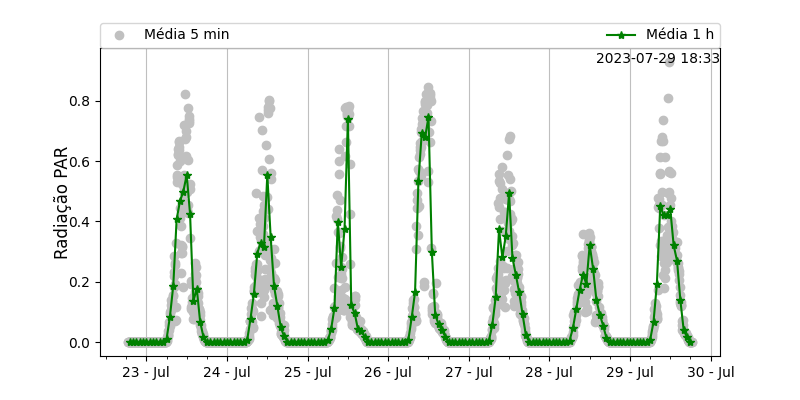 Média 5 min
Média 1 h
2023-07-29 18:33
Radiação PAR
0.8
0.6
0.4
0.2
0.0
23 - Jul
24 - Jul
25 - Jul
26 - Jul
27 - Jul
28 - Jul
29 - Jul
30 - Jul